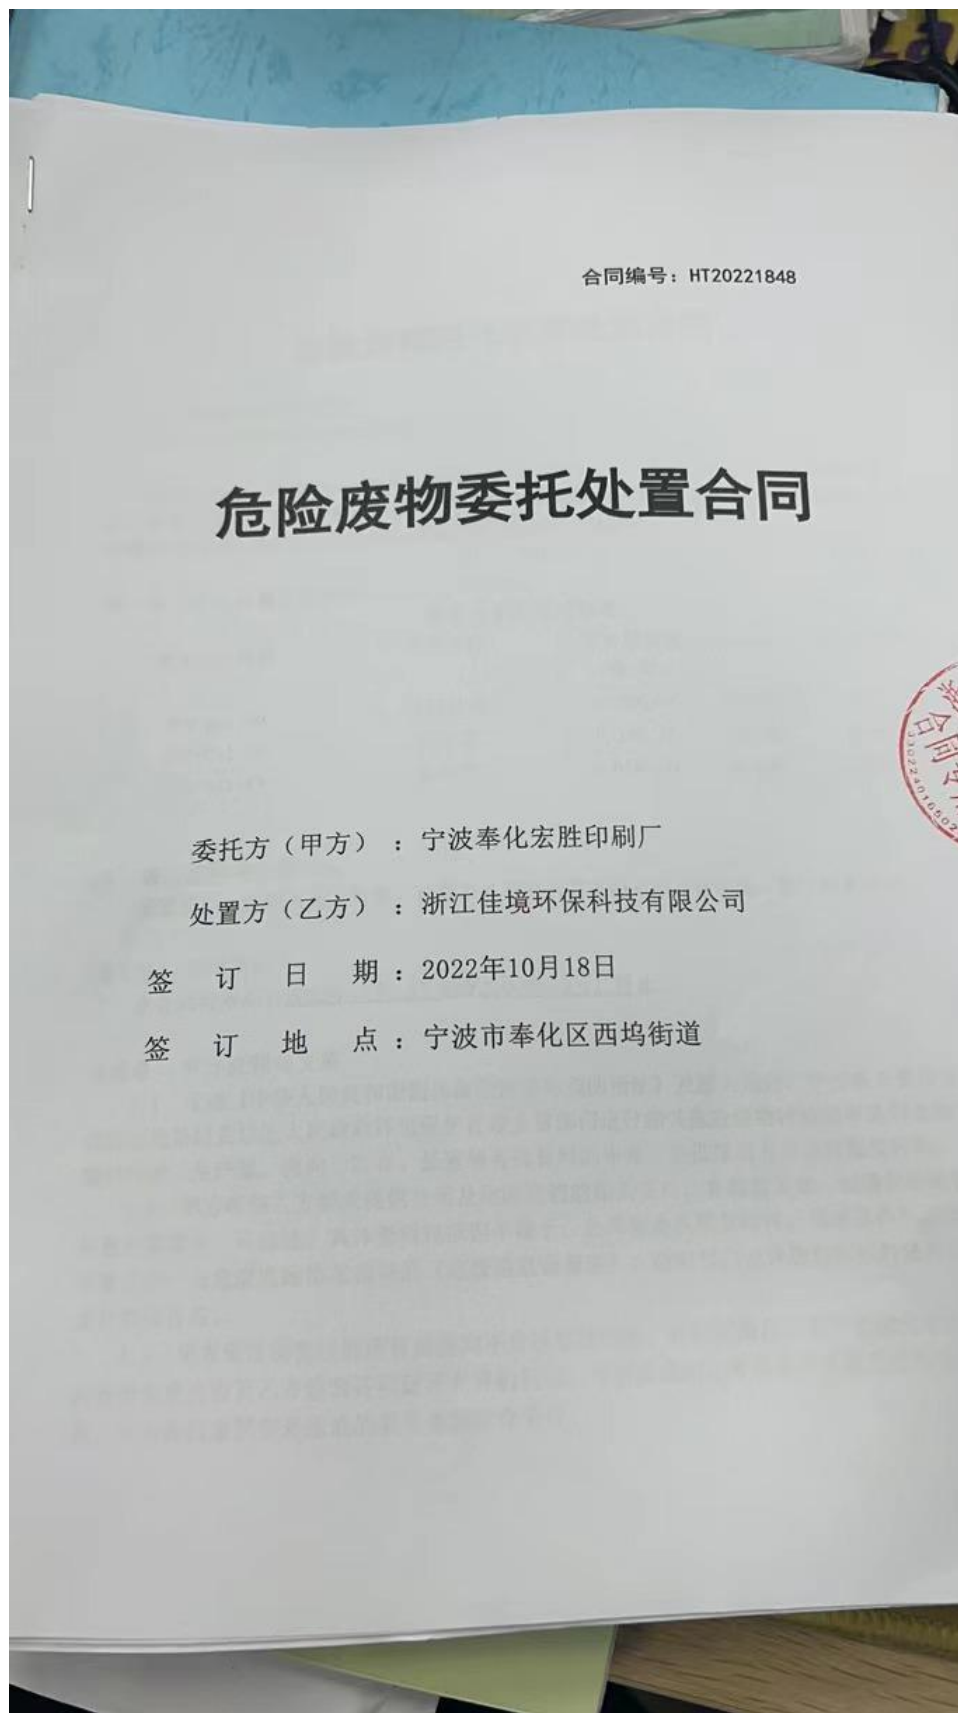 合同编号：HT20221848
危险废物委托处置合同
合同专
委托方（甲方）：宁波奉化宏胜印刷厂
处置方（乙方）：浙江佳境环保科技有限公司
签订日期：2022年10月18日
签订地点：宁波市奉化区西坞街道